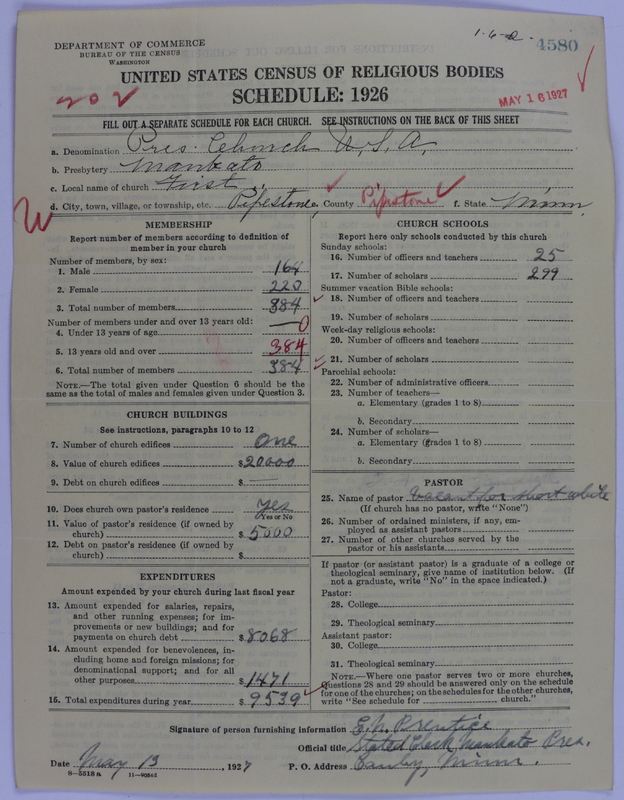 1-6-2.
4580
DEPARTMENT OF COMMERCE
BUREAU OF THE CENSUS
WASHINGTON
UNITED STATES CENSUS OF RELIGIOUS BODIES
SCHEDULE: 1926
202
MAY 16 1927
FILL OUT A SEPARATE SCHEDULE FOR EACH CHURCH. SEE INSTRUCTIONS ON THE BACK OF THIS SHEET
a. Denomination Pres. Church U.S.A.
b. Presbytery Mankato
c. Local name of church First
d. City, town, village, or township, etc. Pipestone e. County Pipestone f. State Minn
MEMBERSHIP
Report number of members according to definition of
member in your church
Number of members, by sex:
1. Male 164
2. Female 220
3. Total number of members 384
Number of members under and over 13 years old:
4. Under 13 years of age — 0
5. 13 years old and over 384
6. Total number of members 384
NOTE.—The total given under Question 6 should be the
same as the total of males and females given under Question 3.
CHURCH BUILDINGS
See instructions, paragraphs 10 to 12
7. Number of church edifices One
8. Value of church edifices $20000
9. Debt on church edifices $ —
10. Does church own pastor's residence Yes
Yes or No
11. Value of pastor's residence (if owned by
church) $5000
12. Debt on pastor's residence (if owned by
church) $
EXPENDITURES
Amount expended by your church during last fiscal year
13. Amount expended for salaries, repairs,
and other running expenses; for im-
provements or new buildings; and for
payments on church debt $8068
14. Amount expended for benevolences, in-
cluding home and foreign missions; for
denominational support; and for all
other purposes $1471
15. Total expenditures during year $9539
CHURCH SCHOOLS
Report here only schools conducted by this church
Sunday schools:
16. Number of officers and teachers 25
17. Number of scholars 299
Summer vacation Bible schools:
18. Number of officers and teachers
19. Number of scholars
Week-day religious schools:
20. Number of officers and teachers
21. Number of scholars
Parochial schools:
22. Number of administrative officers
23. Number of teachers—
a. Elementary (grades 1 to 8)
b. Secondary
24. Number of scholars—
a. Elementary (grades 1 to 8)
b. Secondary
PASTOR
25. Name of pastor Vacant for short while
(If church has no pastor, write "None")
26. Number of ordained ministers, if any, em-
ployed as assistant pastors
27. Number of other churches served by the
pastor or his assistants
If pastor (or assistant pastor) is a graduate of a college or
theological seminary, give name of institution below. (If
not a graduate, write "No" in the space indicated.)
Pastor:
28. College
29. Theological seminary
Assistant pastor:
30. College
31. Theological seminary
NOTE.—Where one pastor serves two or more churches,
Questions 28 and 29 should be answered only on the schedule
for one of the churches; on the schedules for the other churches,
write "See schedule for church."
Signature of person furnishing information E. N. Prentice
Official title Stated Clerk Mankato Pres.
Date May 13, 1927 P. O. Address Canby, Minn.
8-5518 a 11-9054